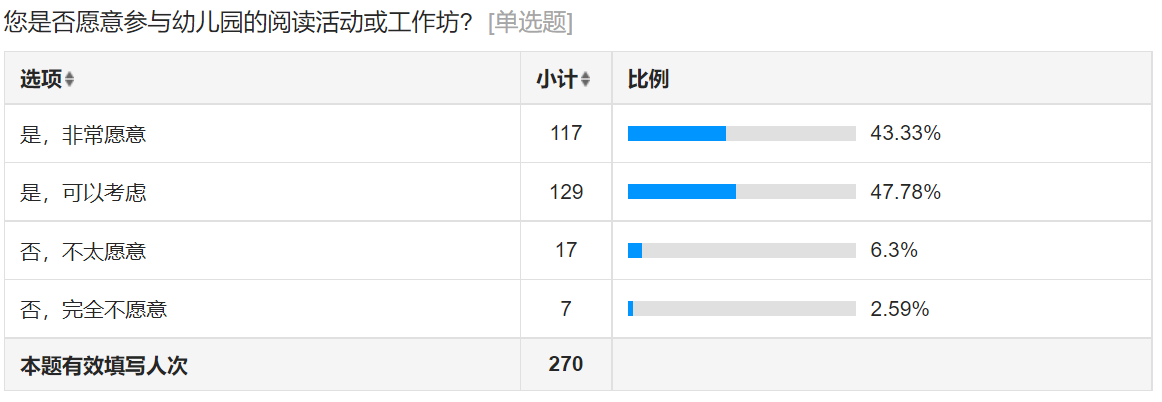 您是否愿意参与幼儿园的阅读活动或工作坊? [单选题]
选项 小计 比例
是，非常愿意 117 43.33%
是，可以考虑 129 47.78%
否，不太愿意 17 6.3%
否，完全不愿意 7 2.59%
本题有效填写人次 270